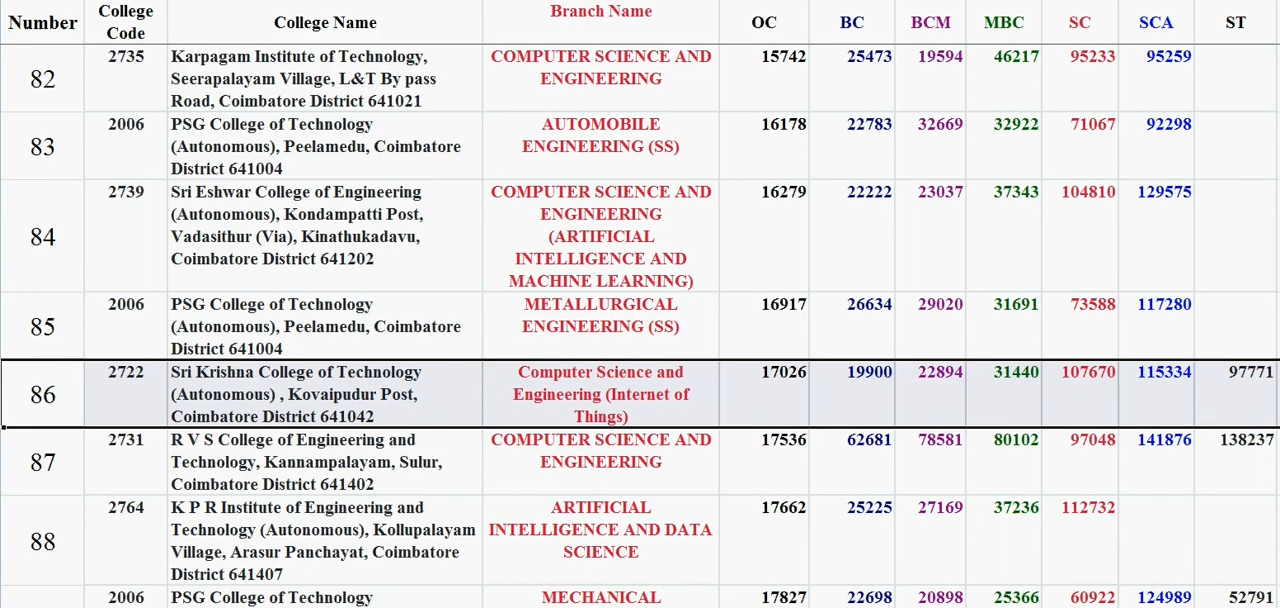 Number College Code College Name Branch Name OC BC BCM MBC SC SCA ST
82 2735 Karpagam Institute of Technology, COMPUTER SCIENCE AND 15742 25473 19594 46217 95233 95259
Seerapalayam Village, L&T By pass ENGINEERING
Road, Coimbatore District 641021
83 2006 PSG College of Technology AUTOMOBILE 16178 22783 32669 32922 71067 92298
(Autonomous), Peelamedu, Coimbatore ENGINEERING (SS)
District 641004
84 2739 Sri Eshwar College of Engineering COMPUTER SCIENCE AND 16279 22222 23037 37343 104810 129575
(Autonomous), Kondampatti Post, ENGINEERING
Vadasithur (Via), Kinathukadavu, (ARTIFICIAL
Coimbatore District 641202 INTELLIGENCE AND
MACHINE LEARNING)
85 2006 PSG College of Technology METALLURGICAL 16917 26634 29020 31691 73588 117280
(Autonomous), Peelamedu, Coimbatore ENGINEERING (SS)
District 641004
86 2722 Sri Krishna College of Technology Computer Science and 17026 19900 22894 31440 107670 115334 97771
(Autonomous) , Kovaipudur Post, Engineering (Internet of
Coimbatore District 641042 Things)
87 2731 R V S College of Engineering and COMPUTER SCIENCE AND 17536 62681 78581 80102 97048 141876 138237
Technology, Kannampalayam, Sulur, ENGINEERING
Coimbatore District 641402
88 2764 K P R Institute of Engineering and ARTIFICIAL 17662 25225 27169 37236 112732
Technology (Autonomous), Kollupalayam INTELLIGENCE AND DATA
Village, Arasur Panchayat, Coimbatore SCIENCE
District 641407
2006 PSG College of Technology MECHANICAL 17827 22698 20898 25366 60922 124989 52791